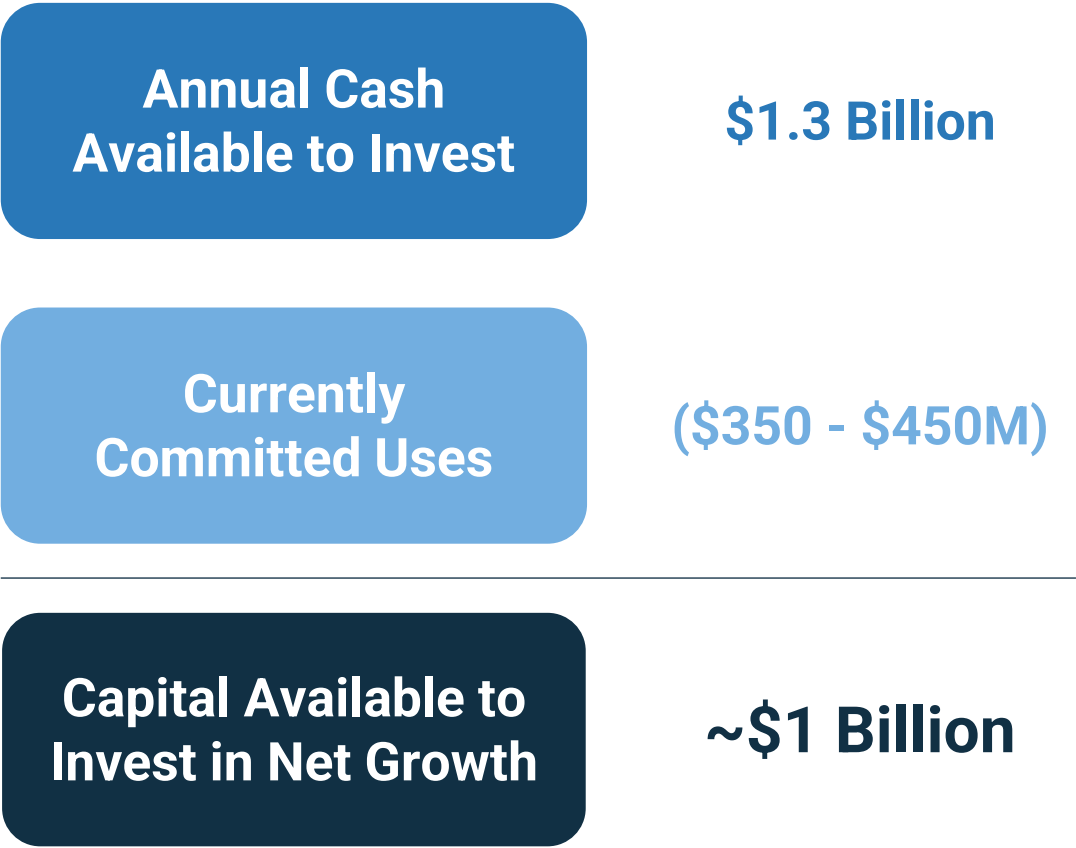 Annual Cash
Available to Invest
$1.3 Billion
Currently
Committed Uses
($350 - $450M)
Capital Available to
Invest in Net Growth
~$1 Billion